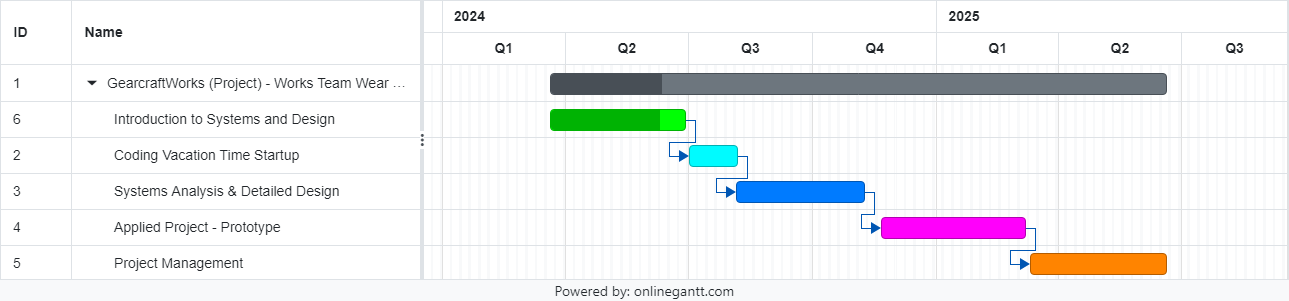 ID Name 2024 2025
Q1 Q2 Q3 Q4 Q1 Q2 Q3
1 GearcraftWorks (Project) - Works Team Wear ...
6 Introduction to Systems and Design
2 Coding Vacation Time Startup
3 Systems Analysis & Detailed Design
4 Applied Project - Prototype
5 Project Management
Powered by: onlinegantt.com